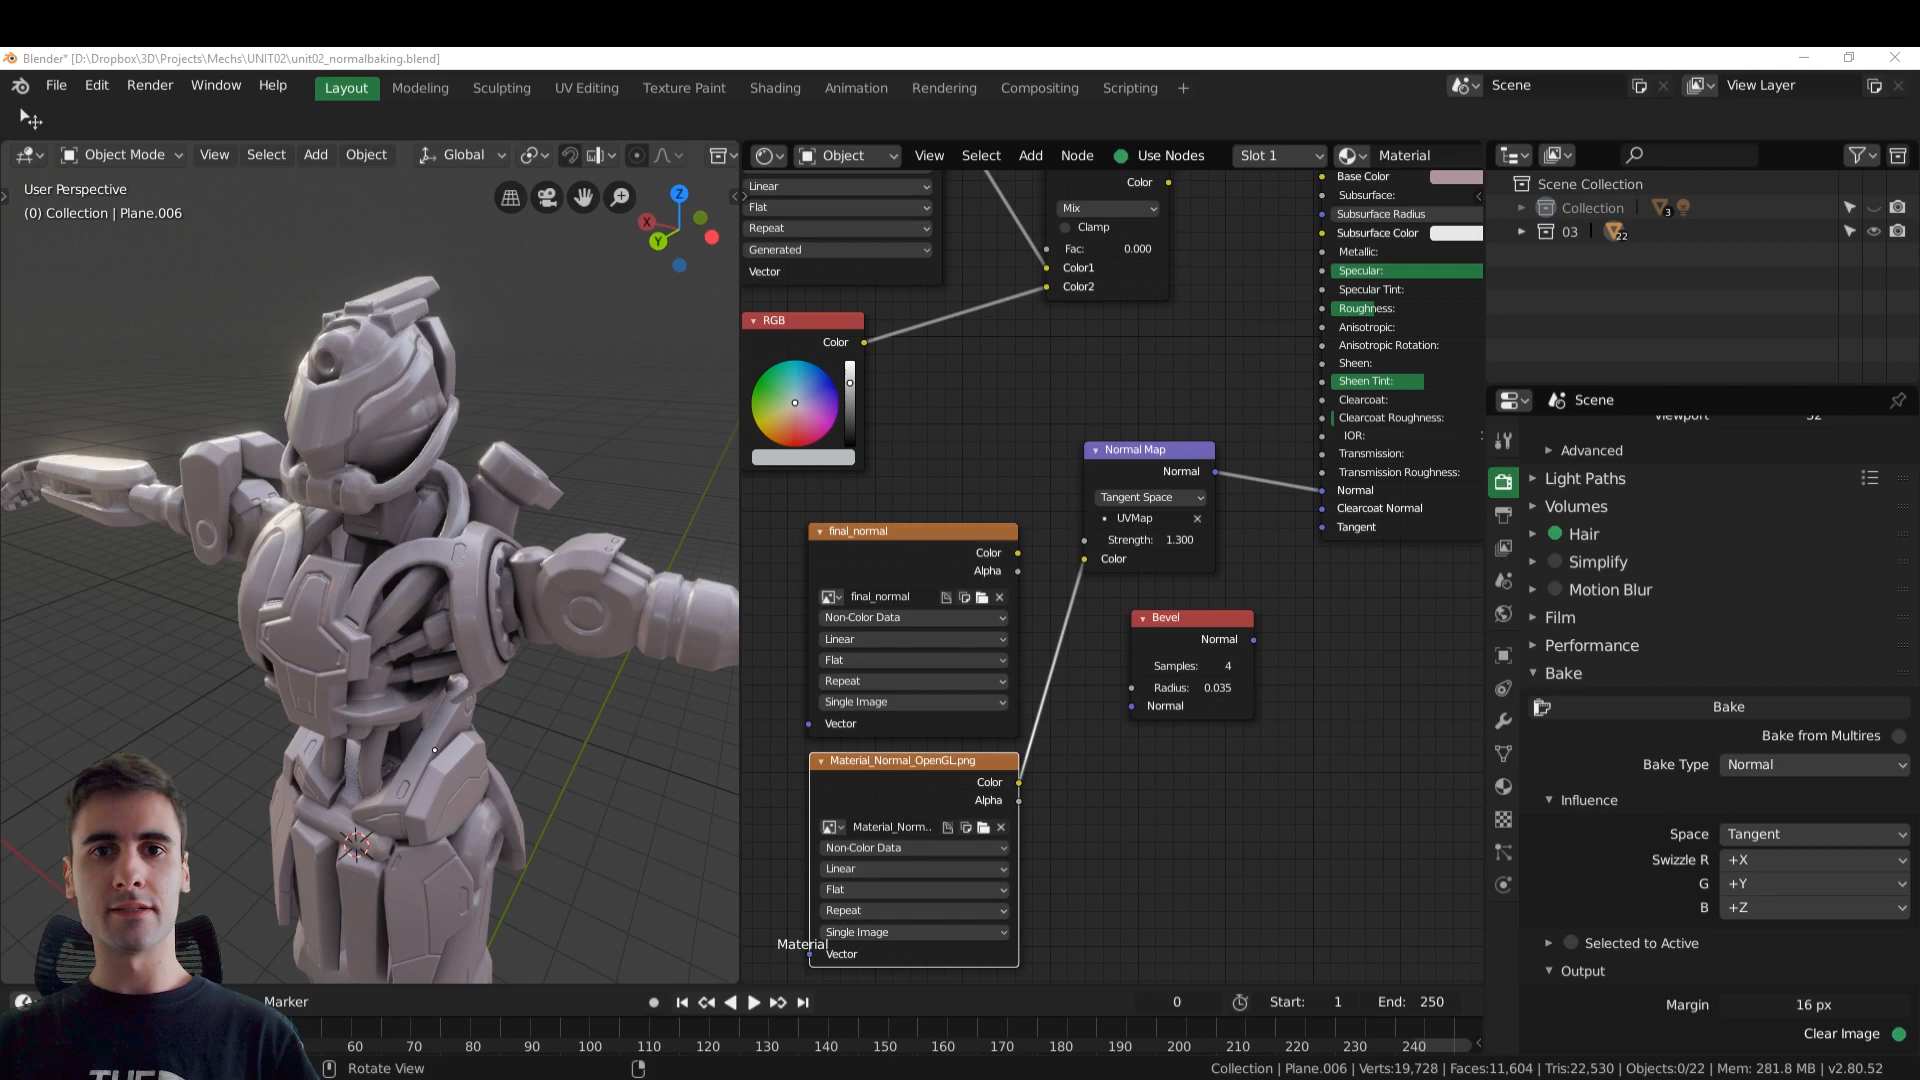 Blender* [D:\Dropbox\3D\Projects\Mechs\UNIT02\unit02_normalbaking.blend]
File Edit Render Window Help Layout Modeling Sculpting UV Editing Texture Paint Shading Animation Rendering Compositing Scripting + Scene View Layer
Object Mode View Select Add Object Global
Object View Select Add Node Use Nodes Slot 1 Material
User Perspective
(0) Collection | Plane.006
Z
X
Y
Linear
Flat
Repeat
Generated
Vector
Color
Mix
Clamp
Fac: 0.000
Color1
Color2
RGB
Color
Normal Map
Normal
Tangent Space
UVMap
Strength: 1.300
Color
final_normal
Color
Alpha
final_normal
Non-Color Data
Linear
Flat
Repeat
Single Image
Vector
Bevel
Normal
Samples: 4
Radius: 0.035
Normal
Material_Normal_OpenGL.png
Color
Alpha
Material_Norm..
Non-Color Data
Linear
Flat
Repeat
Single Image
Vector
Material
Base Color
Subsurface:
Subsurface Radius
Subsurface Color
Metallic:
Specular:
Specular Tint:
Roughness:
Anisotropic:
Anisotropic Rotation:
Sheen:
Sheen Tint:
Clearcoat:
Clearcoat Roughness:
IOR:
Transmission:
Transmission Roughness:
Normal
Clearcoat Normal
Tangent
Scene Collection
Collection 3
03 22
Scene
Viewport 32
Advanced
Light Paths
Volumes
Hair
Simplify
Motion Blur
Film
Performance
Bake
Bake
Bake from Multires
Bake Type Normal
Influence
Space Tangent
Swizzle R +X
G +Y
B +Z
Selected to Active
Output
Margin 16 px
Clear Image
Marker 0 Start: 1 End: 250
60 70 80 90 100 110 120 130 140 150 160 170 180 190 200 210 220 230 240
Rotate View
Collection | Plane.006 | Verts:19,728 | Faces:11,604 | Tris:22,530 | Objects:0/22 | Mem: 281.8 MB | v2.80.52